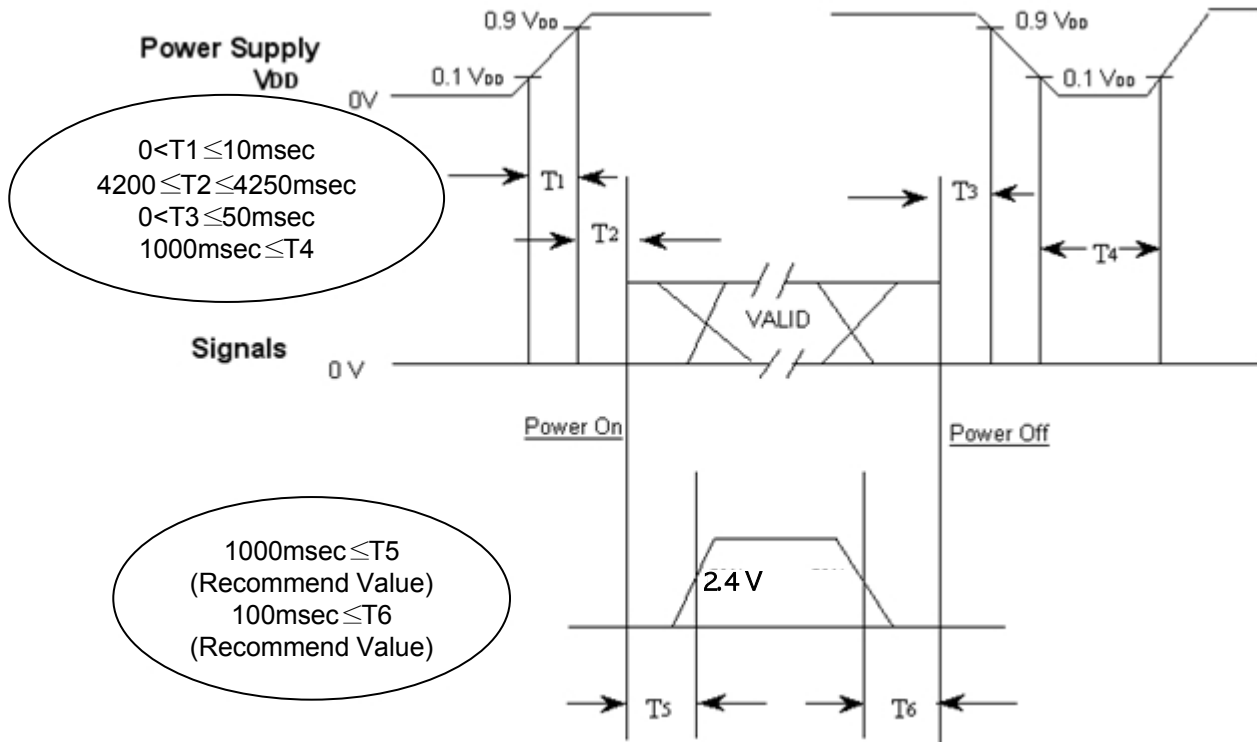 0.9 VDD
0.9 VDD
Power Supply
VDD
0.1 VDD
0.1 VDD
0V
0<T1≤10msec
4200≤T2≤4250msec
0<T3≤50msec
1000msec≤T4
T1
T3
T2
T4
VALID
Signals
0 V
Power On
Power Off
1000msec≤T5
(Recommend Value)
100msec≤T6
(Recommend Value)
2.4 V
T5
T6